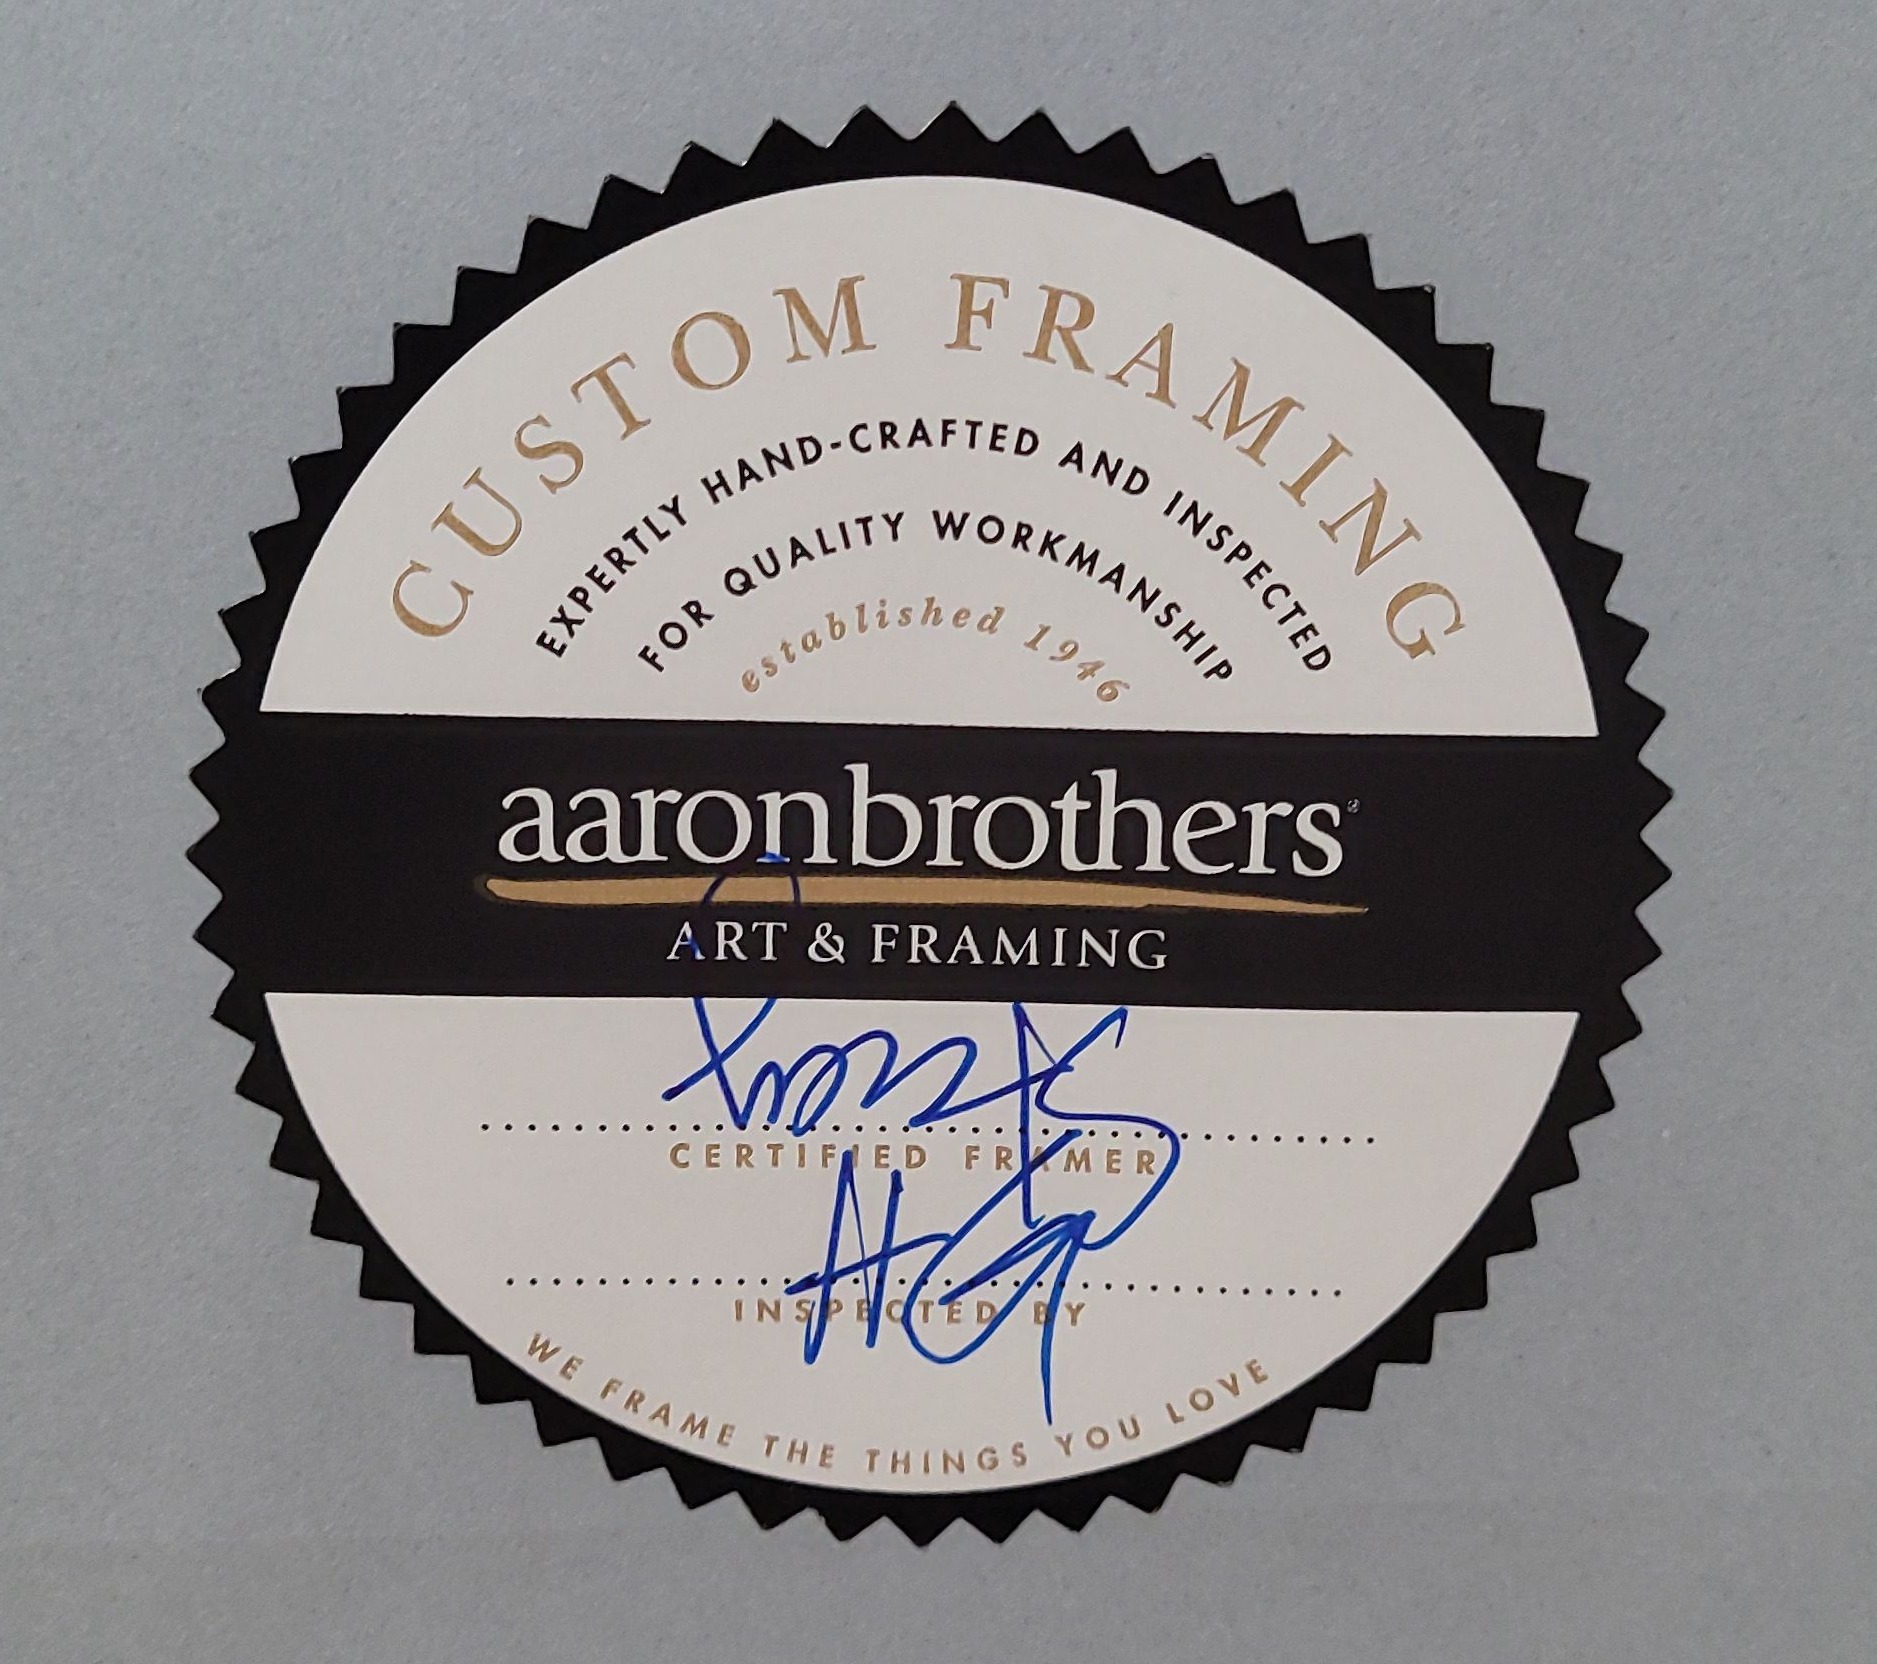 CUSTOM FRAMING
EXPERTLY HAND-CRAFTED AND INSPECTED
FOR QUALITY WORKMANSHIP
established 1946
aaronbrothers®
ART & FRAMING
CERTIFIED FRAMER
INSPECTED BY
WE FRAME THE THINGS YOU LOVE